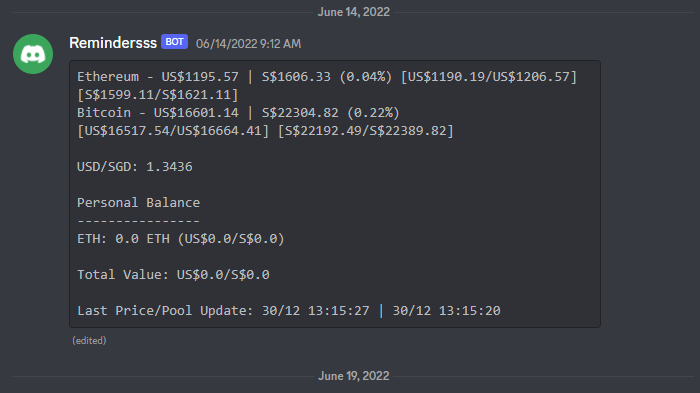 June 14, 2022
Remindersss BOT 06/14/2022 9:12 AM
Ethereum - US$1195.57 | S$1606.33 (0.04%) [US$1190.19/US$1206.57]
[S$1599.11/S$1621.11]
Bitcoin - US$16601.14 | S$22304.82 (0.22%)
[US$16517.54/US$16664.41] [S$22192.49/S$22389.82]
USD/SGD: 1.3436
Personal Balance
----------------
ETH: 0.0 ETH (US$0.0/S$0.0)
Total Value: US$0.0/S$0.0
Last Price/Pool Update: 30/12 13:15:27 | 30/12 13:15:20
(edited)
June 19, 2022